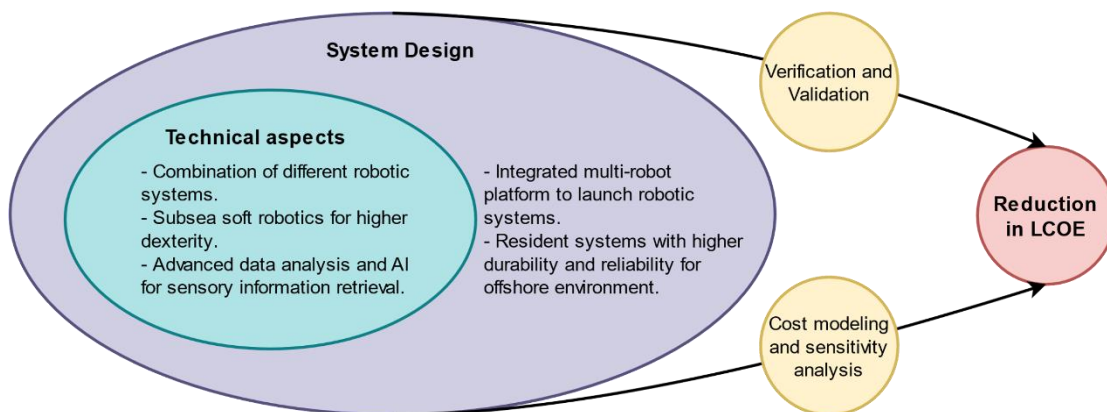 System Design
Technical aspects
- Combination of different robotic
systems.
- Subsea soft robotics for higher
dexterity.
- Advanced data analysis and AI
for sensory information retrieval.
- Integrated multi-robot
platform to launch robotic
systems.
- Resident systems with higher
durability and reliability for
offshore environment.
Verification and
Validation
Cost modeling
and sensitivity
analysis
Reduction
in LCOE